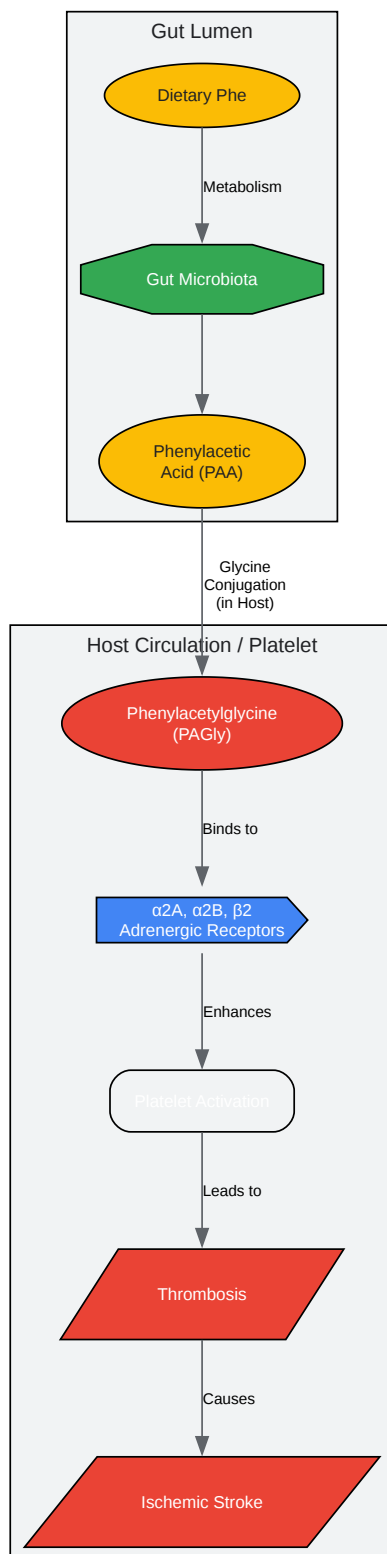 Gut Lumen
Dietary Phe
Metabolism
Gut Microbiota
Phenylacetic
Acid (PAA)
Glycine
Conjugation
(in Host)
Host Circulation / Platelet
Phenylacetylglycine
(PAGly)
Binds to
α2A, α2B, β2
Adrenergic Receptors
Enhances
Platelet Activation
Leads to
Thrombosis
Causes
Ischemic Stroke